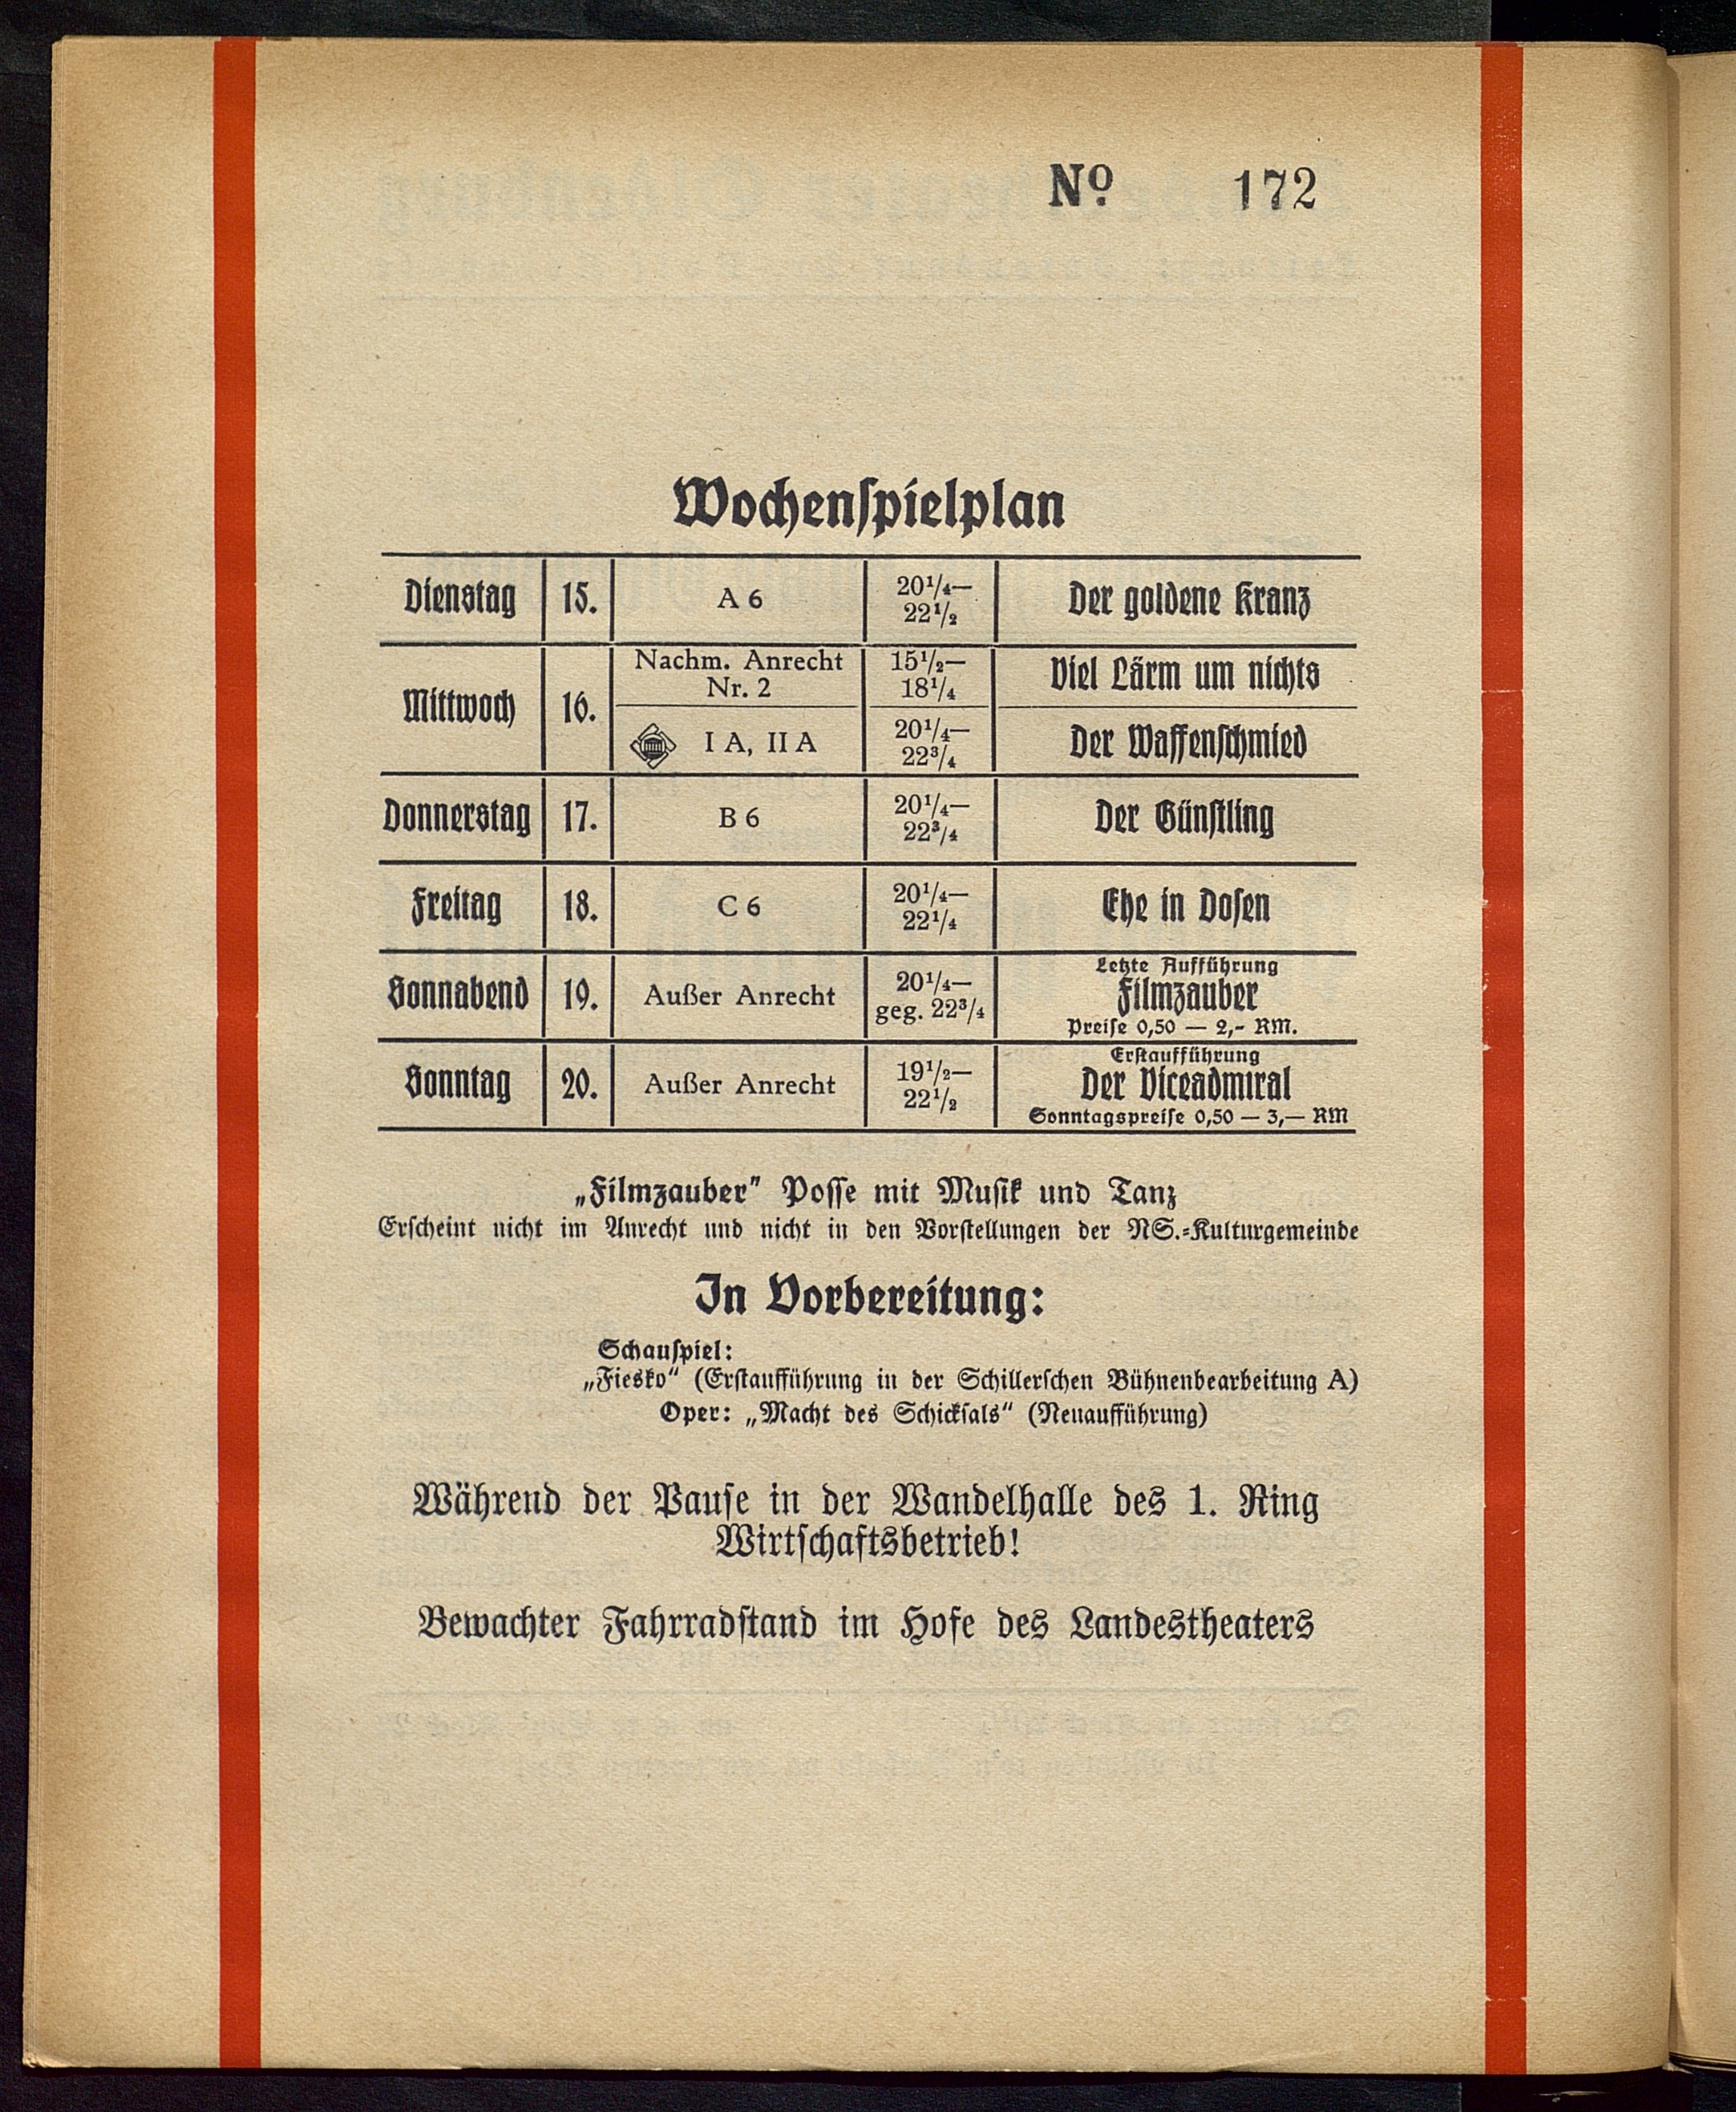 Nº 172
Wochenspielplan
Dienstag 15. A 6 20¹/₄— Der goldene Kranz
22¹/₂
Mittwoch 16. Nachm. Anrecht 15¹/₂— Viel Lärm um nichts
Nr. 2 18¹/₄
I A, II A 20¹/₄— Der Waffenschmied
22³/₄
Donnerstag 17. B 6 20¹/₄— Der Günstling
22³/₄
Freitag 18. C 6 20¹/₄— Ehe in Dosen
22¹/₄
Letzte Aufführung
Sonnabend 19. Außer Anrecht 20¹/₄— Filmzauber
geg. 22³/₄
Preise 0,50 — 2,- RM.
Erstaufführung
Sonntag 20. Außer Anrecht 19¹/₂— Der Viceadmiral
22¹/₂
Sonntagspreise 0,50 — 3,— RM
„Filmzauber" Posse mit Musik und Tanz
Erscheint nicht im Anrecht und nicht in den Vorstellungen der NS.-Kulturgemeinde
In Vorbereitung:
Schauspiel:
„Fiesko“ (Erstaufführung in der Schillerschen Bühnenbearbeitung A)
Oper: „Macht des Schicksals“ (Neuaufführung)
Während der Pause in der Wandelhalle des 1. Ring
Wirtschaftsbetrieb!
Bewachter Fahrradstand im Hofe des Landestheaters